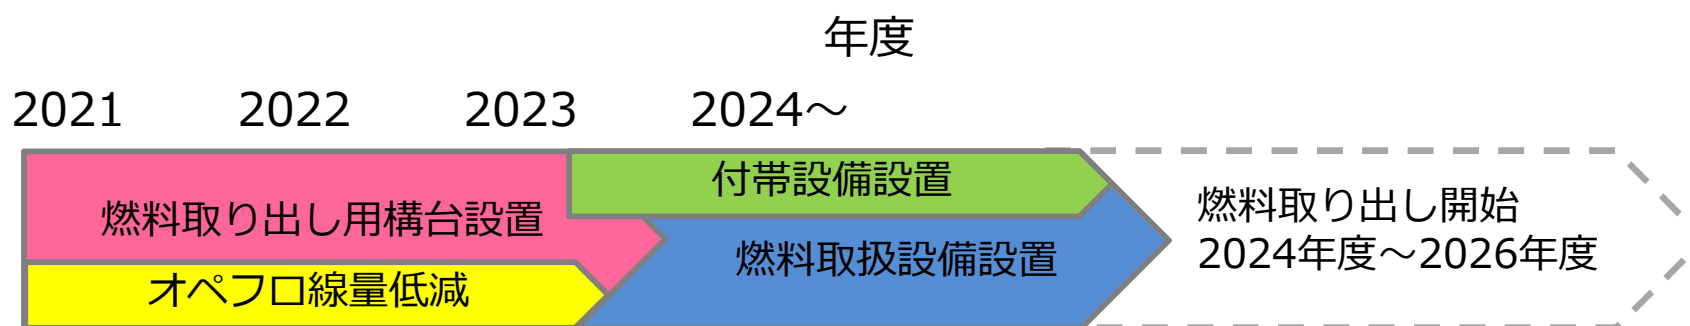 年度
2021 2022 2023 2024～
付帯設備設置
燃料取り出し用構台設置
燃料取り出し開始
2024年度～2026年度
燃料取扱設備設置
オペフロ線量低減